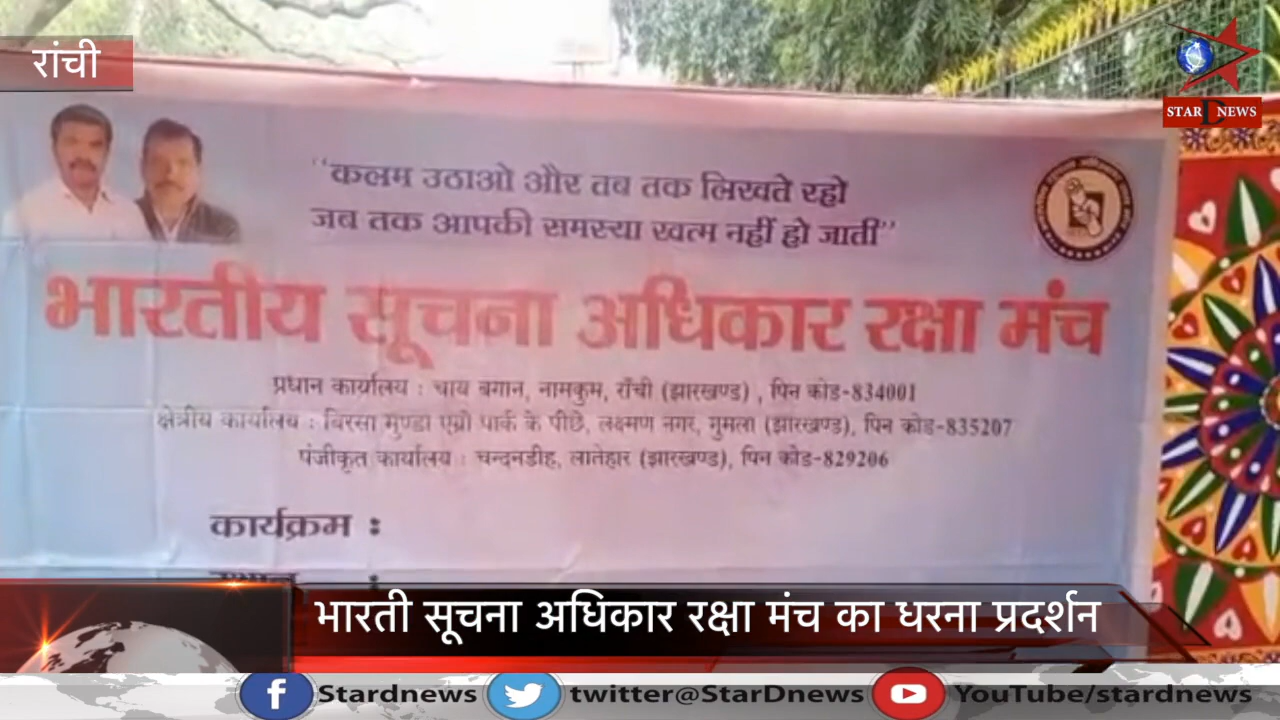 रांची
STAR D NEWS
“कलम उठाओ और तब तक लिखते रहो
जब तक आपकी समस्या खत्म नहीं हो जाती”
भारतीय सूचना अधिकार रक्षा मंच
प्रधान कार्यालय : चाय बगान, नामकुम, राँची (झारखण्ड) , पिन कोड-834001
क्षेत्रीय कार्यालय : बिरसा मुण्डा एग्रो पार्क के पीछे, लक्ष्मण नगर, गुमला (झारखण्ड), पिन कोड-835207
पंजीकृत कार्यालय : चन्दनडीह, लातेहार (झारखण्ड), पिन कोड-829206
कार्यक्रम :
भारती सूचना अधिकार रक्षा मंच का धरना प्रदर्शन
Stardnews twitter@StarDnews YouTube/stardnews